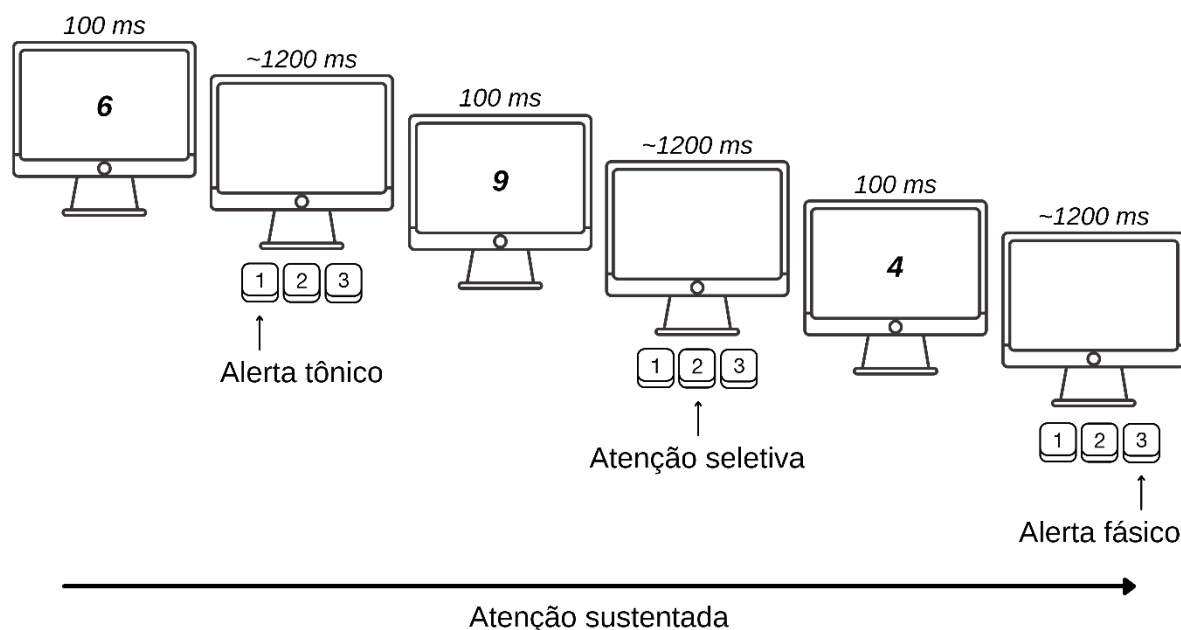 100 ms
6
~1200 ms
1 2 3
Alerta tônico
100 ms
9
~1200 ms
1 2 3
Atenção seletiva
100 ms
4
~1200 ms
1 2 3
Alerta fásico
Atenção sustentada